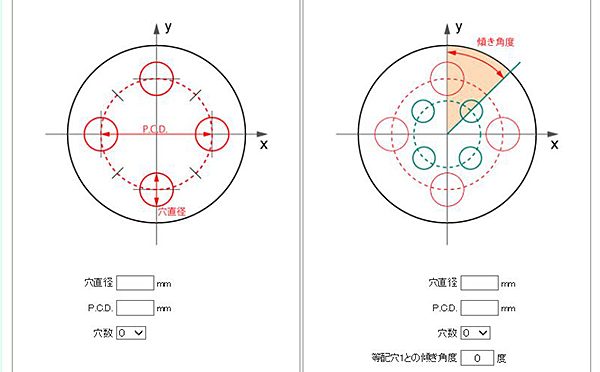 y
P.C.D.
x
穴直径
穴直径 mm
P.C.D. mm
穴数 0
y
傾き角度
x
穴直径 mm
P.C.D. mm
穴数 0
等配穴1との傾き角度 0 度